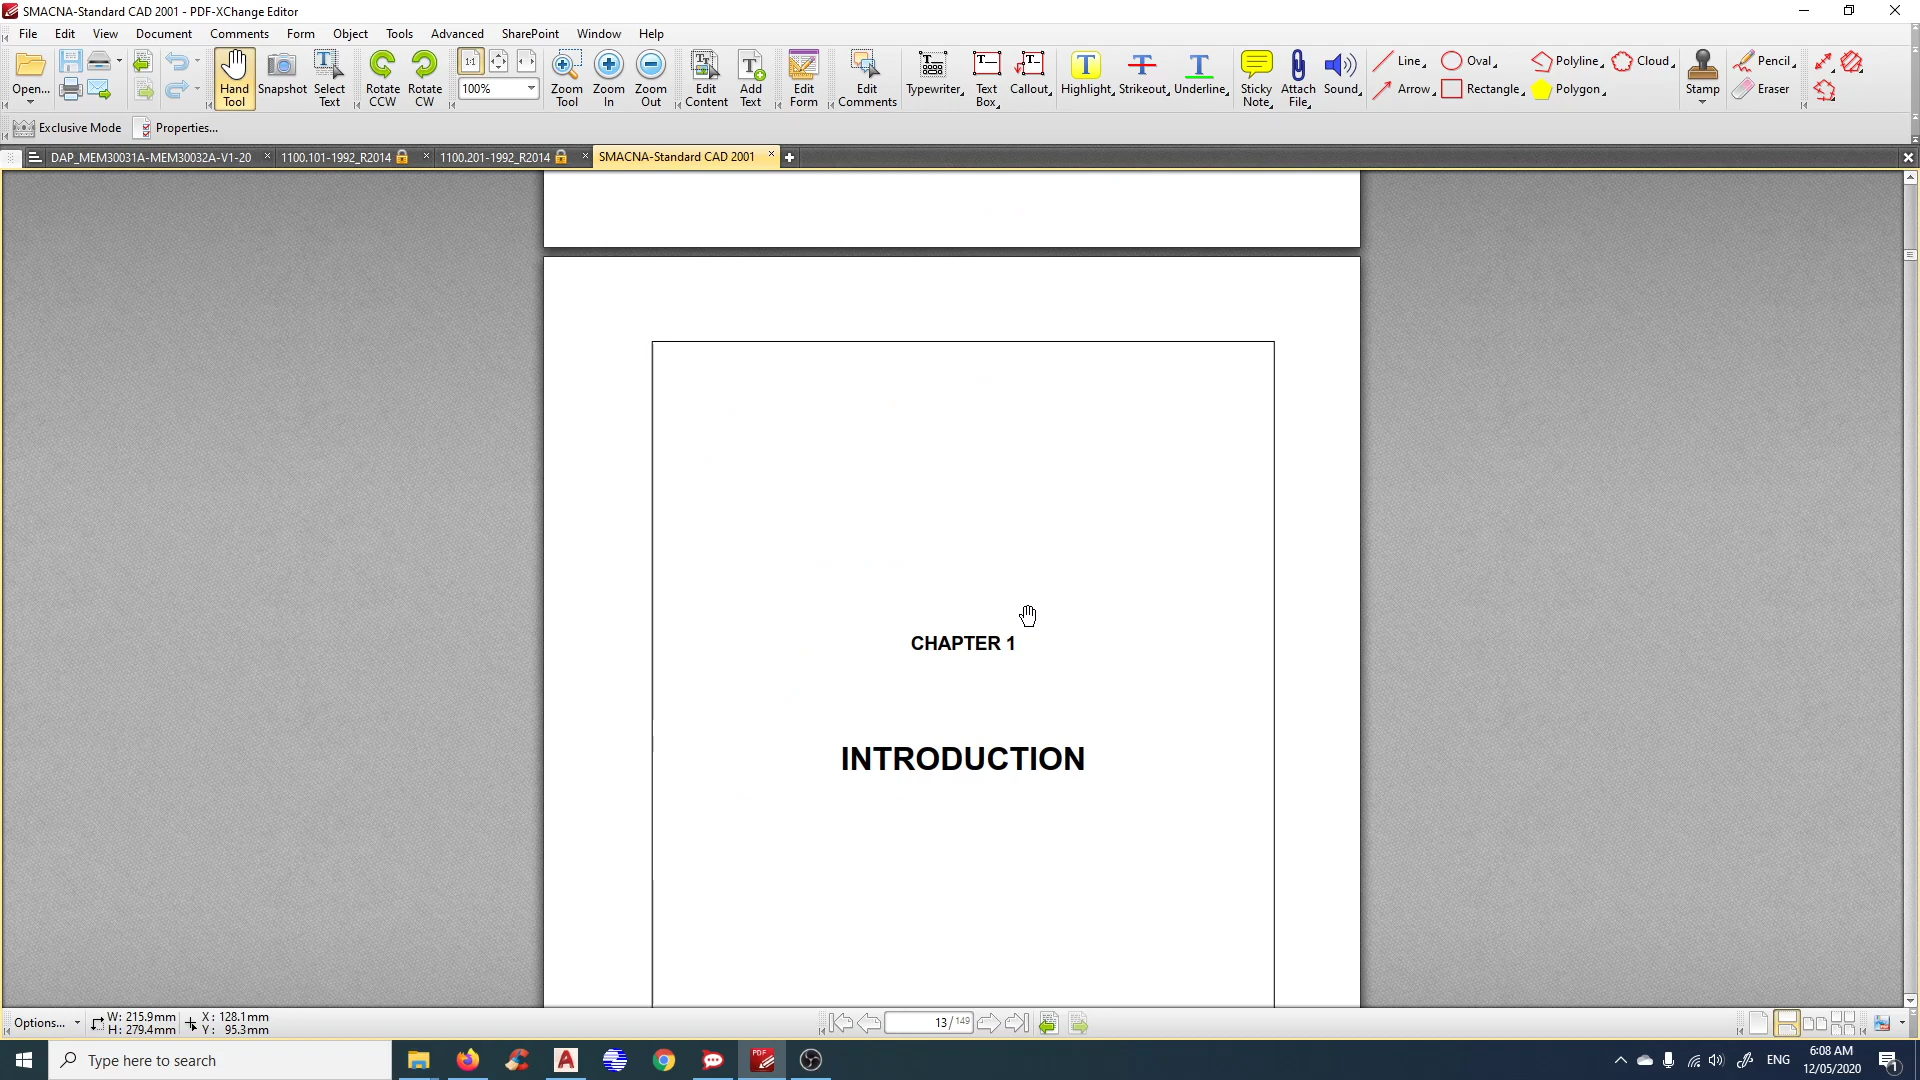 SMACNA-Standard CAD 2001 - PDF-XChange Editor
File Edit View Document Comments Form Object Tools Advanced SharePoint Window Help
Open... Hand Tool Snapshot Select Text Rotate CCW Rotate CW 1:1 100% Zoom Tool Zoom In Zoom Out Edit Content Add Text Edit Form Edit Comments Typewriter Text Box Callout Highlight Strikeout Underline Sticky Note Attach File Sound Line Arrow Oval Rectangle Polyline Polygon Cloud Stamp Pencil Eraser
Exclusive Mode Properties...
DAP_MEM30031A-MEM30032A-V1-20 1100.101-1992_R2014 1100.201-1992_R2014 SMACNA-Standard CAD 2001
CHAPTER 1
INTRODUCTION
Options... W: 215.9mm X: 128.1mm 13/149
H: 279.4mm Y: 95.3mm
Type here to search PDF ENG 6:08 AM
12/05/2020 1